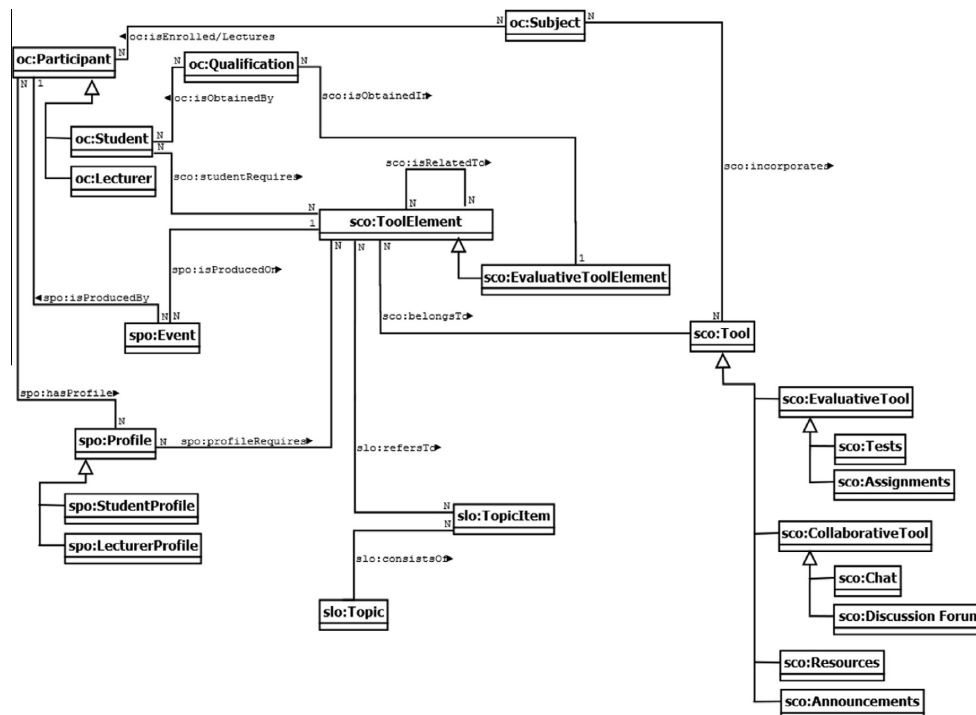 N oc:Subject N
◄oc:isEnrolled/Lectures
oc:Participant N
N 1
N oc:Qualification N
◄oc:isObtainedBy
sco:isObtainedIn►
oc:Student N
N
sco:isRelatedTo►
sco:incorporates►
oc:Lecturer
sco:studentRequires►
N N
N
sco:ToolElement
1
N N N
spo:isProducedOn►
1
sco:EvaluativeToolElement
◄spo:isProducedBy
N N
sco:belongsTo►
N
spo:Event
sco:Tool
N
spo:hasProfile►
N
sco:EvaluativeTool
spo:Profile N
spo:profileRequires►
slo:refersTo►
sco:Tests
sco:Assignments
spo:StudentProfile
N slo:TopicItem
N
sco:CollaborativeTool
spo:LecturerProfile
slo:consistsOf►
sco:Chat
slo:Topic
sco:Discussion Forum
sco:Resources
sco:Announcements